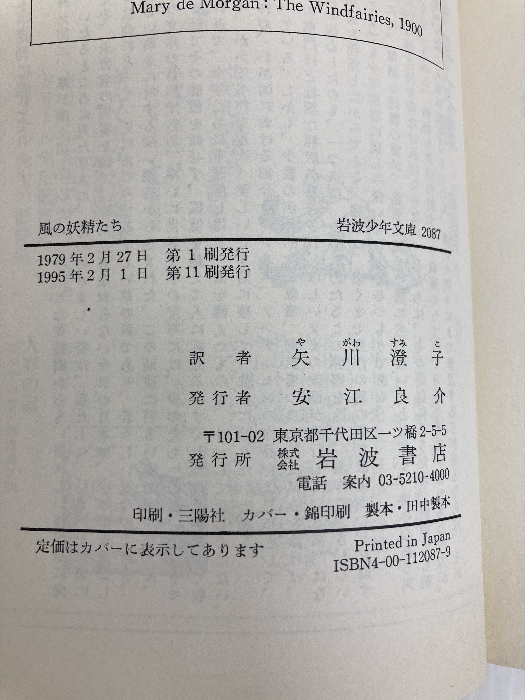 Mary de Morgan: The Windfairies, 1900
風の妖精たち 岩波少年文庫 2087
1979年2月27日 第1刷発行
1995年2月1日 第11刷発行
や がわ すみ こ
訳者 矢川澄子
発行者 安江良介
〒101-02 東京都千代田区一ツ橋2-5-5
発行所 株式会社 岩波書店
電話 案内 03-5210-4000
印刷・三陽社 カバー・錦印刷 製本・田中製本
定価はカバーに表示してあります Printed in Japan
ISBN4-00-112087-9